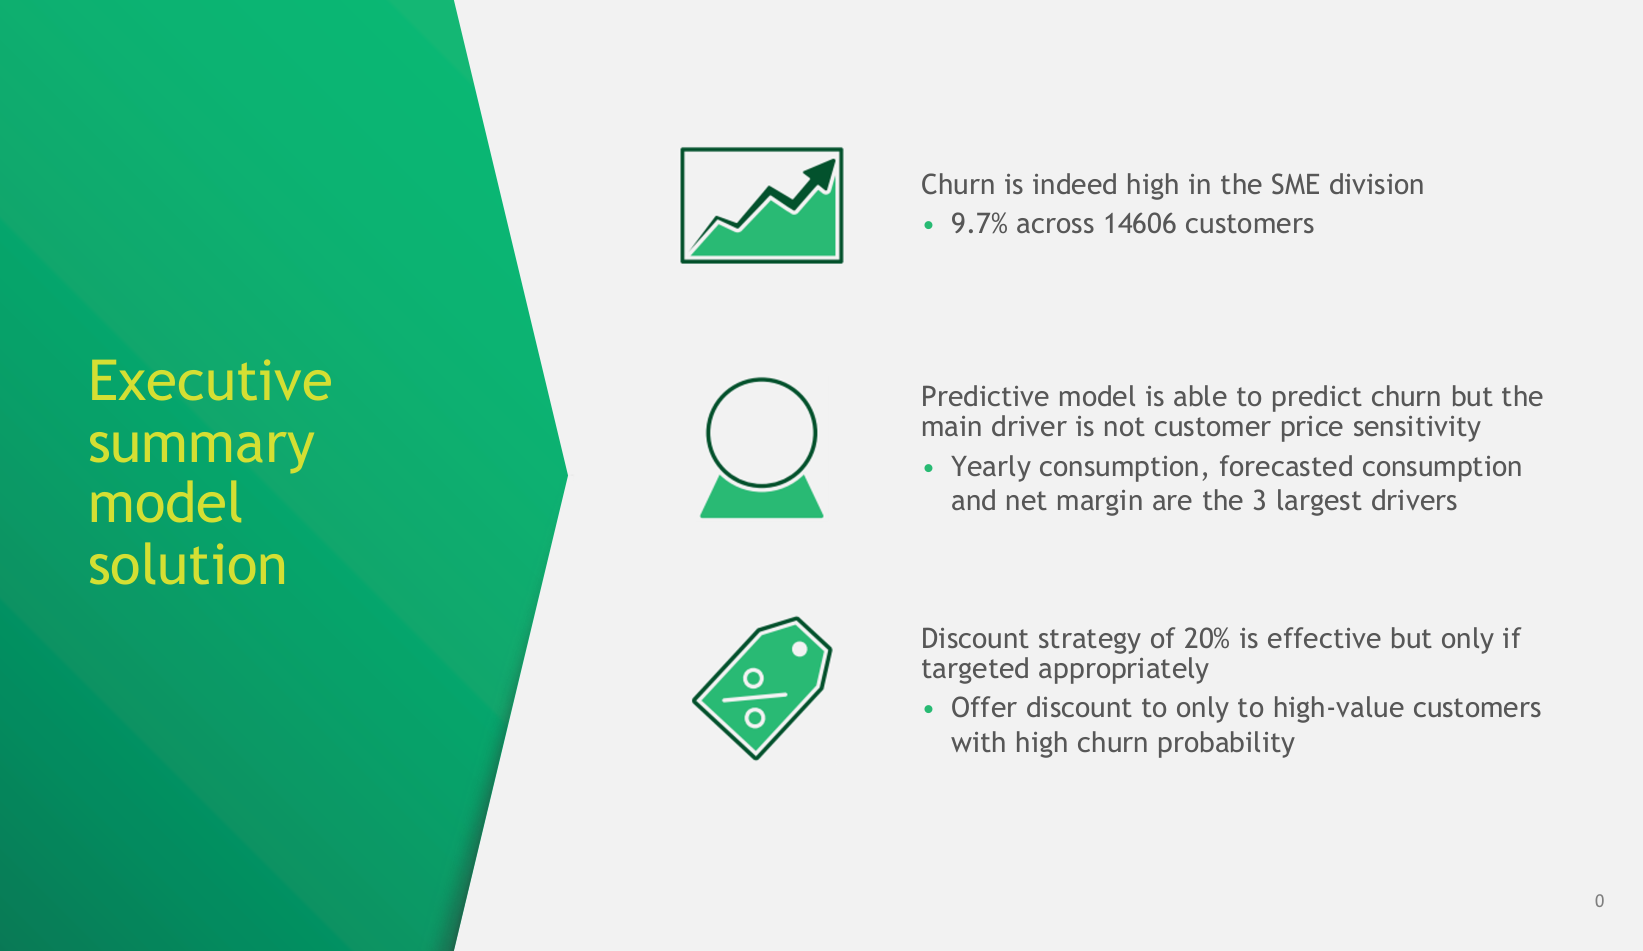 Executive
summary
model
solution
Churn is indeed high in the SME division
• 9.7% across 14606 customers
Predictive model is able to predict churn but the
main driver is not customer price sensitivity
• Yearly consumption, forecasted consumption
and net margin are the 3 largest drivers
Discount strategy of 20% is effective but only if
targeted appropriately
• Offer discount to only to high-value customers
with high churn probability
0